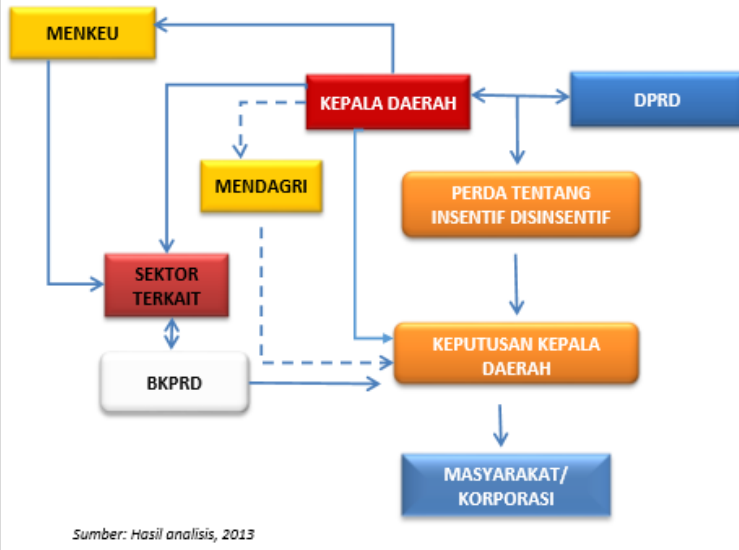 MENKEU
KEPALA DAERAH
DPRD
MENDAGRI
PERDA TENTANG
INSENTIF DISINSENTIF
SEKTOR
TERKAIT
KEPUTUSAN KEPALA
DAERAH
BKPRD
MASYARAKAT/
KORPORASI
Sumber: Hasil analisis, 2013